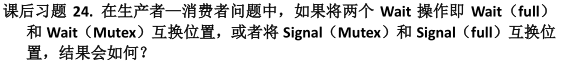 课后习题 24. 在生产者—消费者问题中，如果将两个 Wait 操作即 Wait（full）
和 Wait（Mutex）互换位置，或者将 Signal（Mutex）和 Signal（full）互换位
置，结果会如何？